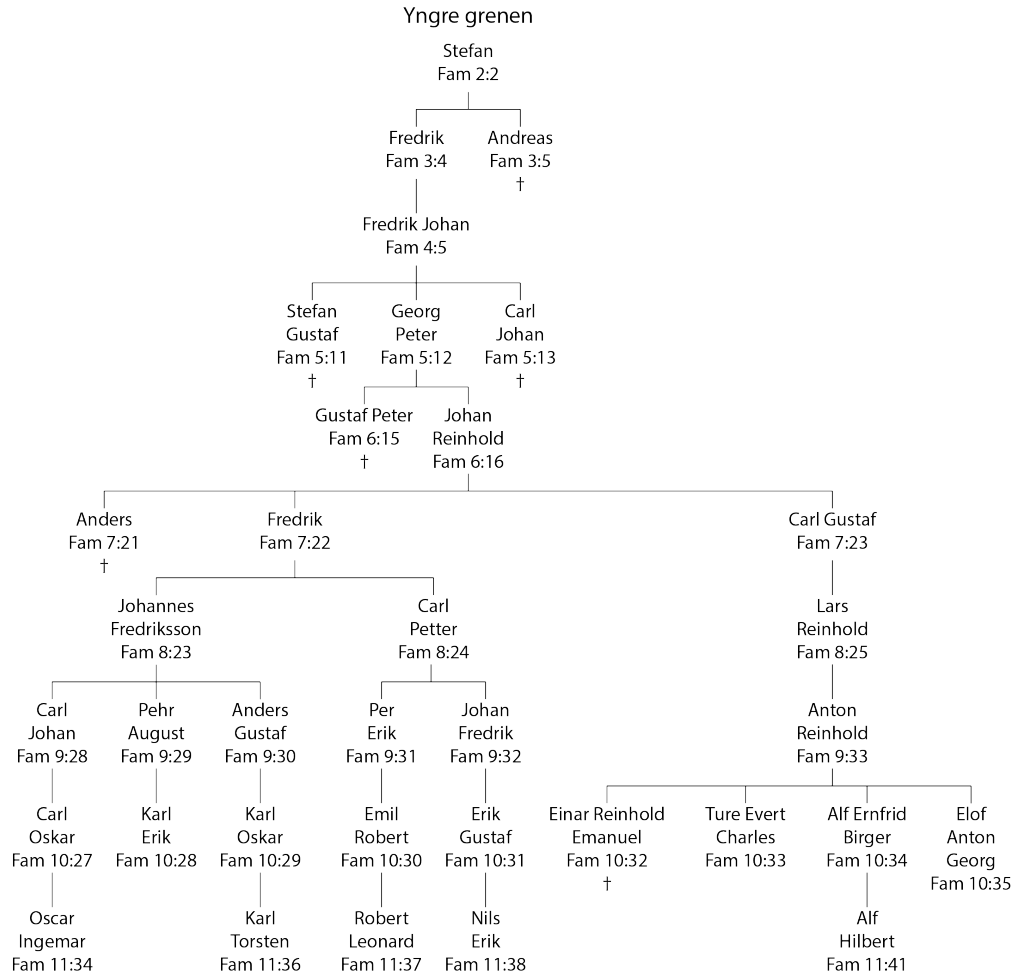 Yngre grenen
Stefan
Fam 2:2
Fredrik
Fam 3:4
Andreas
Fam 3:5
†
Fredrik Johan
Fam 4:5
Stefan
Gustaf
Fam 5:11
†
Georg
Peter
Fam 5:12
Carl
Johan
Fam 5:13
†
Gustaf Peter
Fam 6:15
†
Johan
Reinhold
Fam 6:16
Anders
Fam 7:21
†
Fredrik
Fam 7:22
Carl Gustaf
Fam 7:23
Johannes
Fredriksson
Fam 8:23
Carl
Petter
Fam 8:24
Lars
Reinhold
Fam 8:25
Carl
Johan
Fam 9:28
Pehr
August
Fam 9:29
Anders
Gustaf
Fam 9:30
Per
Erik
Fam 9:31
Johan
Fredrik
Fam 9:32
Anton
Reinhold
Fam 9:33
Carl
Oskar
Fam 10:27
Karl
Erik
Fam 10:28
Karl
Oskar
Fam 10:29
Emil
Robert
Fam 10:30
Erik
Gustaf
Fam 10:31
Einar Reinhold
Emanuel
Fam 10:32
†
Ture Evert
Charles
Fam 10:33
Alf Ernfrid
Birger
Fam 10:34
Elof
Anton
Georg
Fam 10:35
Oscar
Ingemar
Fam 11:34
Karl
Torsten
Fam 11:36
Robert
Leonard
Fam 11:37
Nils
Erik
Fam 11:38
Alf
Hilbert
Fam 11:41